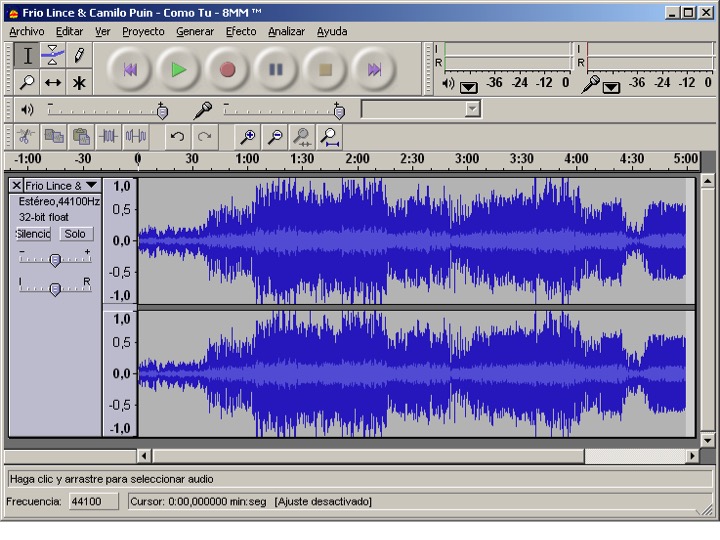 Frio Lince & Camilo Puin - Como Tu - 8MM ™
Archivo Editar Ver Proyecto Generar Efecto Analizar Ayuda
I I
R R
-36 -24 -12 0 -36 -24 -12 0
- + - +
-1:00 -30 0 30 1:00 1:30 2:00 2:30 3:00 3:30 4:00 4:30 5:00
Frio Lince &
Estéreo,44100Hz
32-bit float
Silencio Solo
- +
I R
1,0
0,5
0,0
-0,5
-1,0
1,0
0,5
0,0
-0,5
-1,0
Haga clic y arrastre para seleccionar audio
Frecuencia: 44100 Cursor: 0:00,000000 min:seg [Ajuste desactivado]